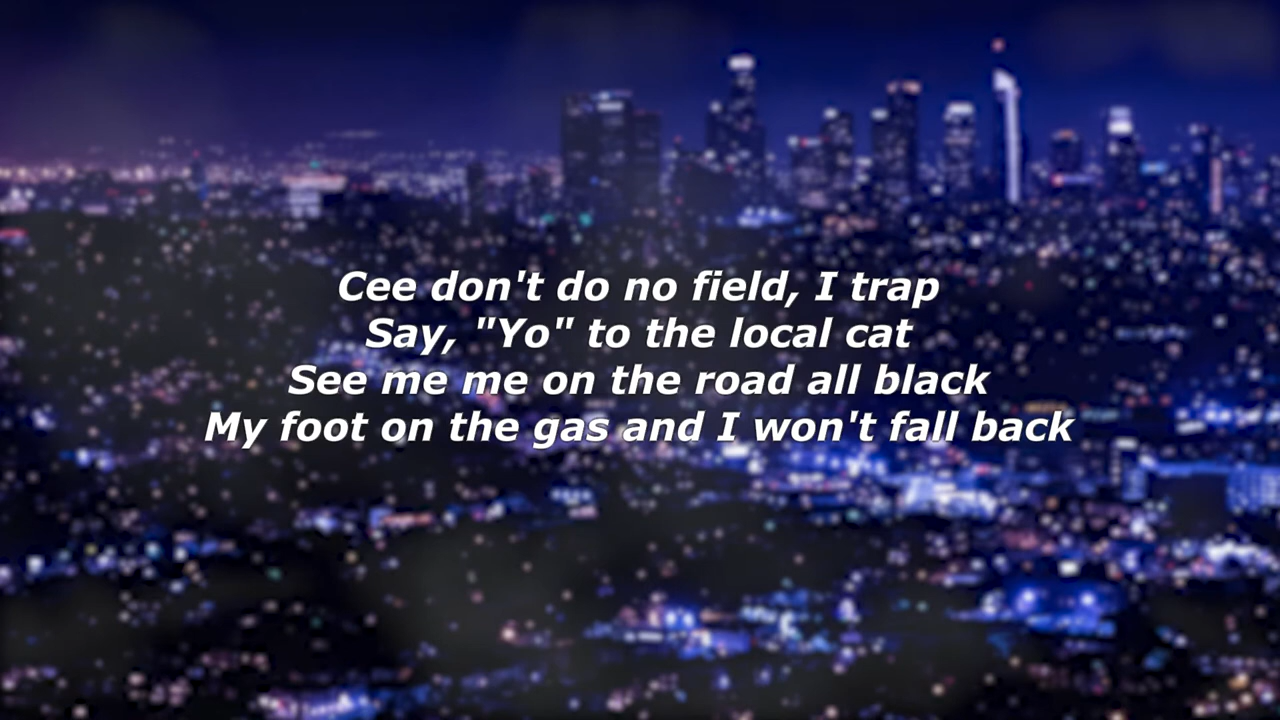 Cee don't do no field, I trap
Say, "Yo" to the local cat
See me me on the road all black
My foot on the gas and I won't fall back